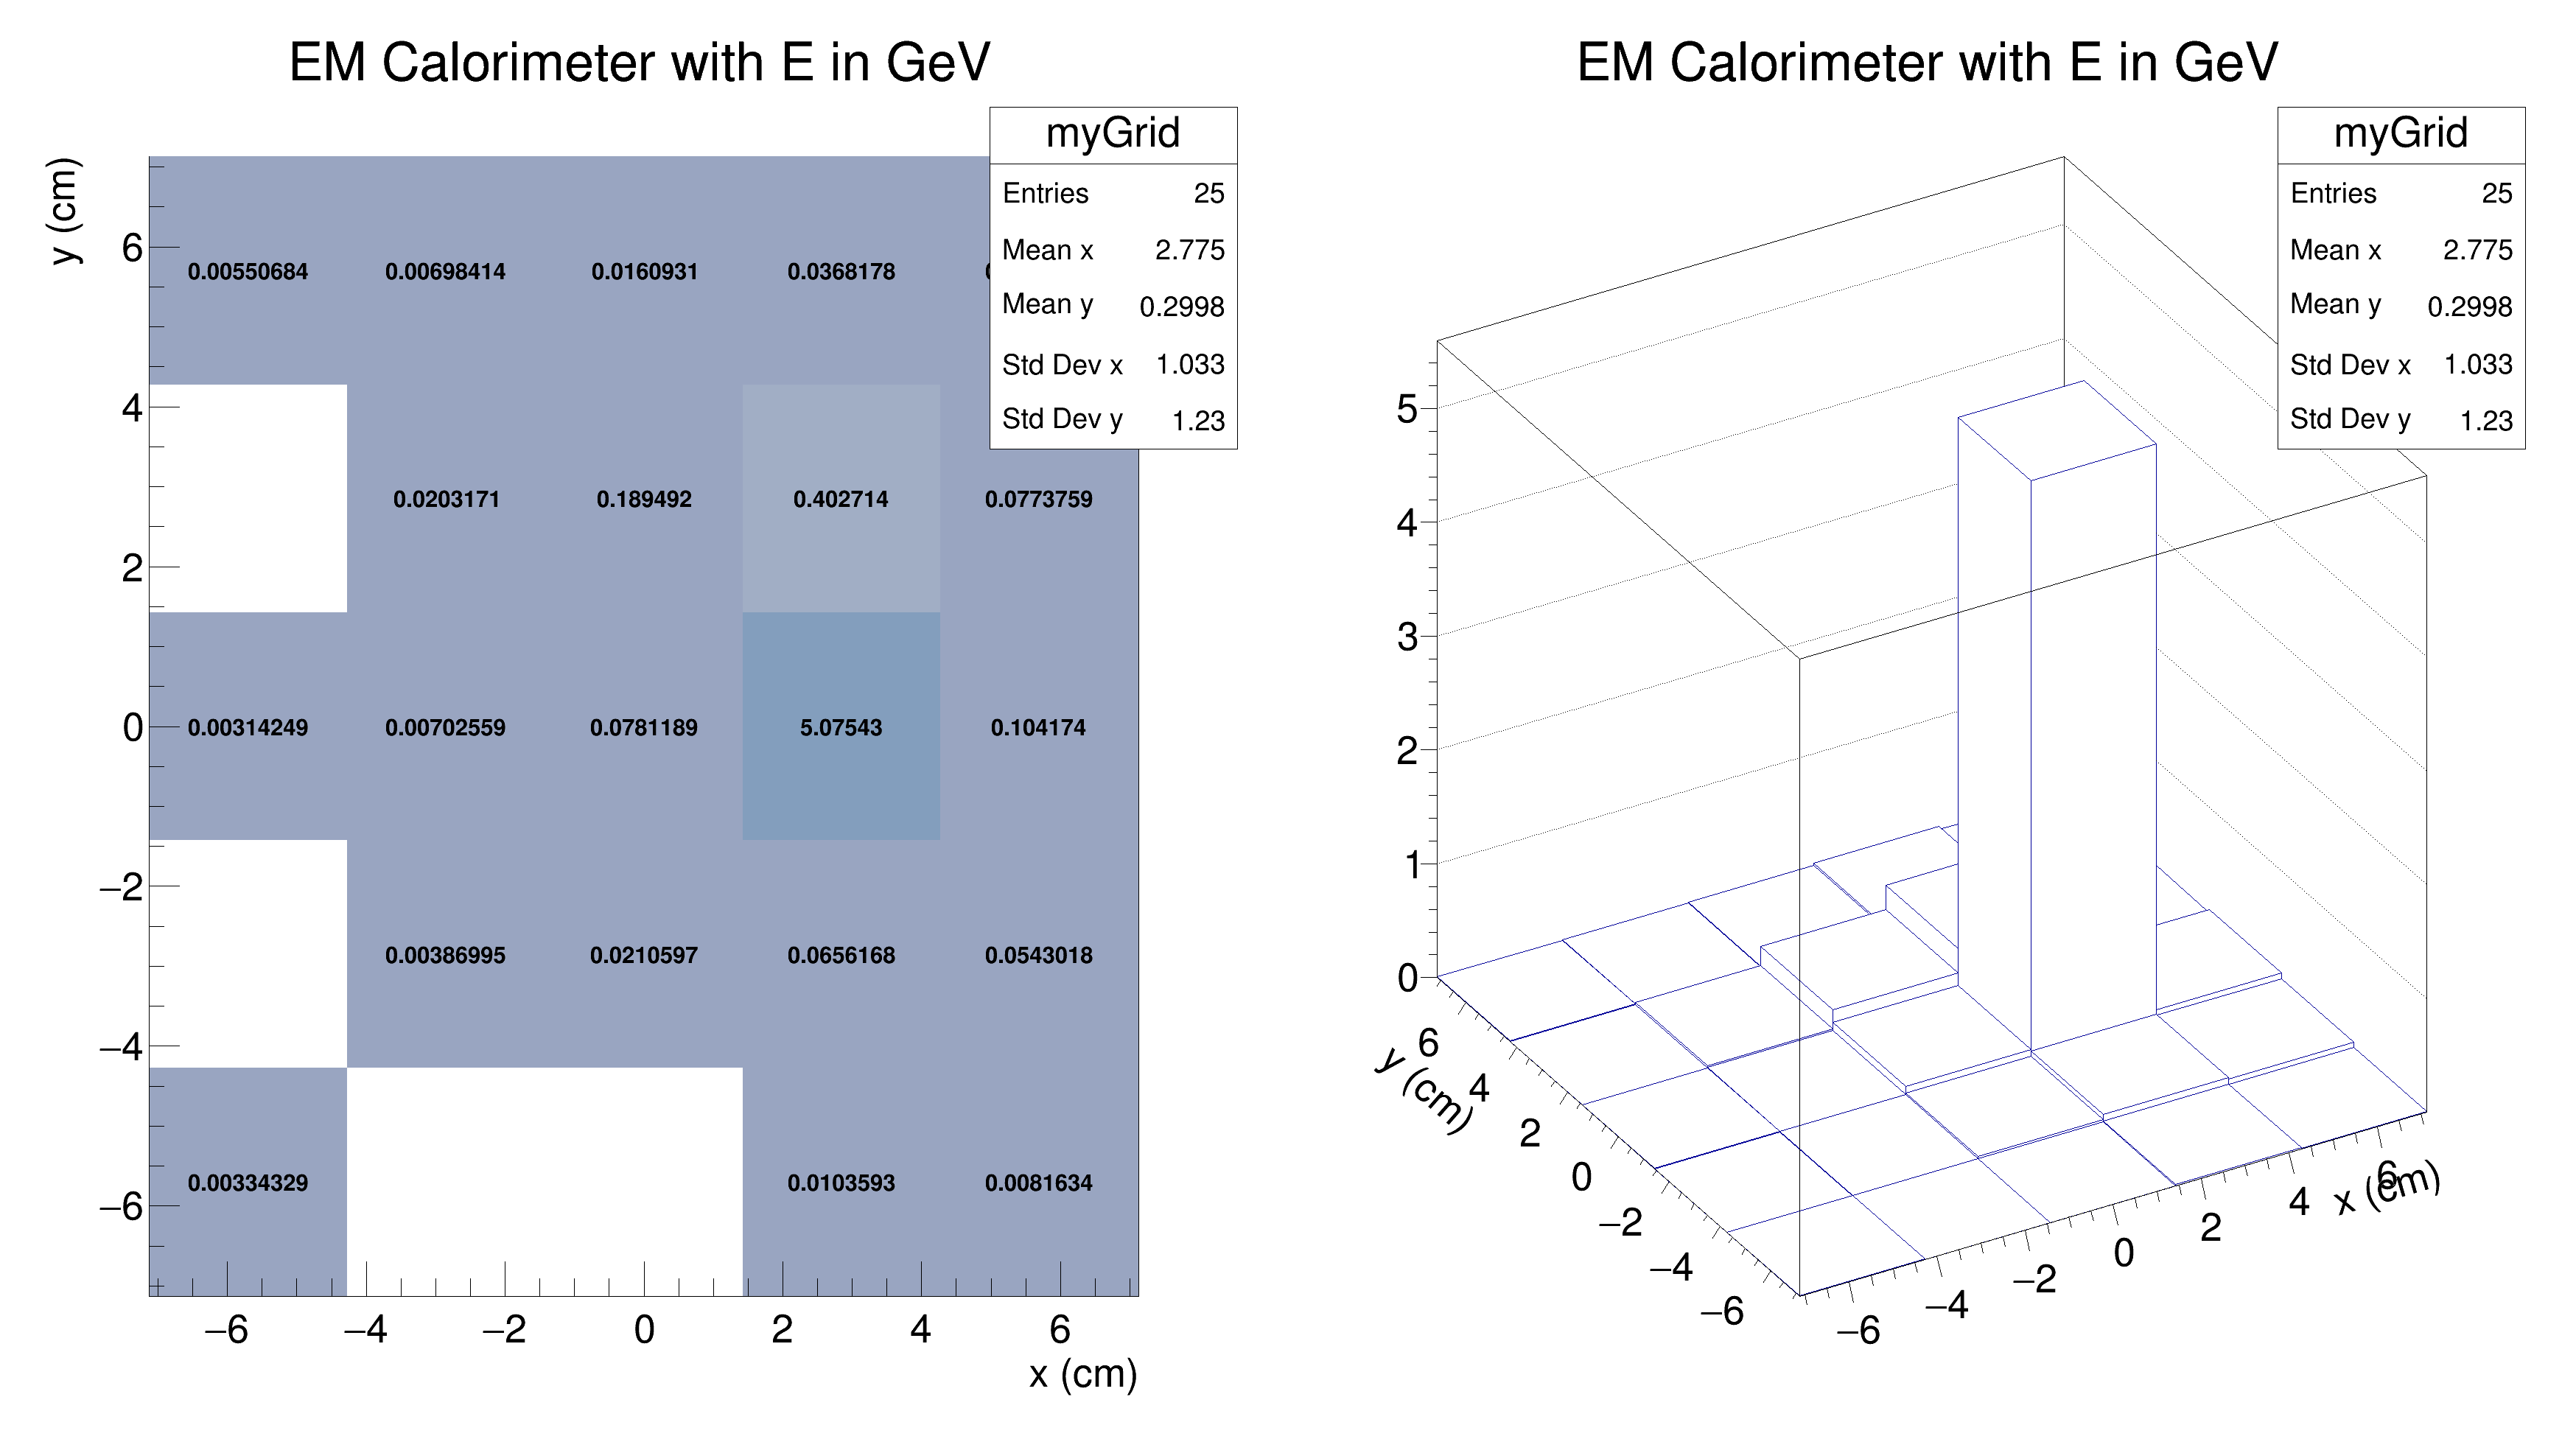 EM Calorimeter with E in GeV
myGrid
Entries 25
Mean x 2.775
Mean y 0.2998
Std Dev x 1.033
Std Dev y 1.23
y (cm)
6
4
2
0
−2
−4
−6
0.00550684 0.00698414 0.0160931 0.0368178
0.0203171 0.189492 0.402714 0.0773759
0.00314249 0.00702559 0.0781189 5.07543 0.104174
0.00386995 0.0210597 0.0656168 0.0543018
0.00334329 0.0103593 0.0081634
−6 −4 −2 0 2 4 6
x (cm)
EM Calorimeter with E in GeV
myGrid
Entries 25
Mean x 2.775
Mean y 0.2998
Std Dev x 1.033
Std Dev y 1.23
5
4
3
2
1
0
6
4
2
0
−2
−4
−6
y (cm)
−6
−4
−2
0
2
4
6
x (cm)